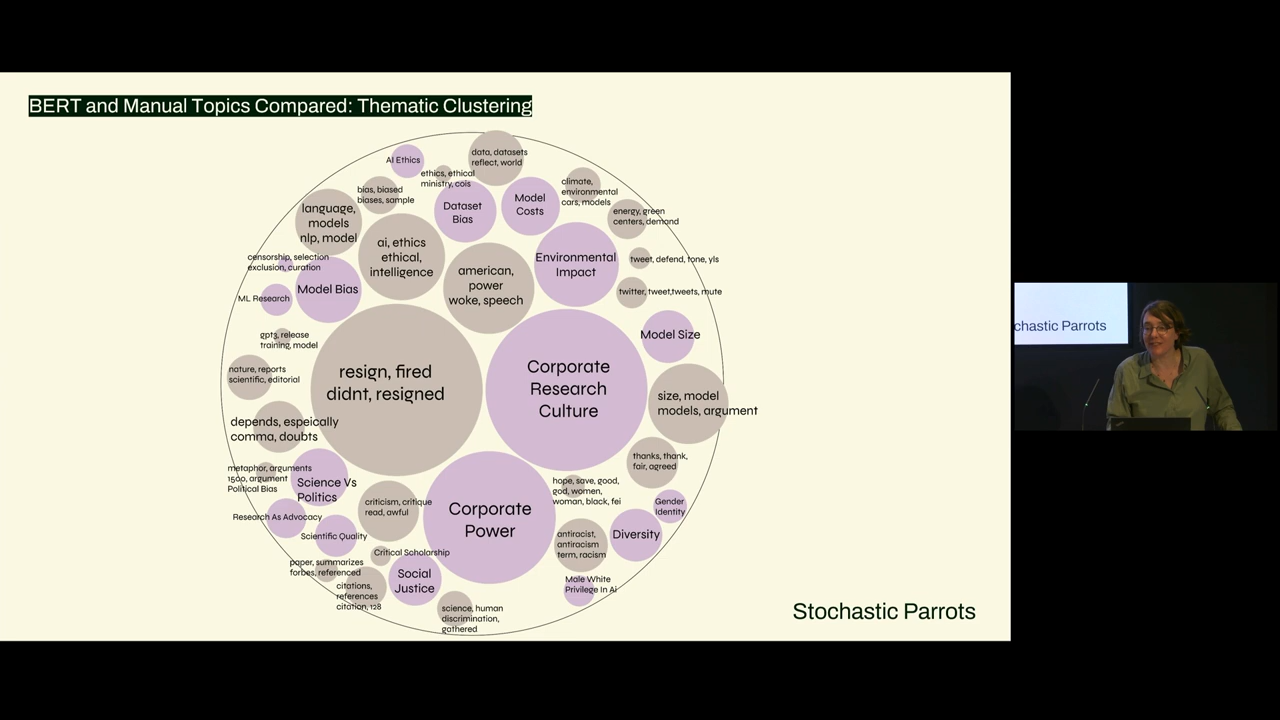 BERT and Manual Topics Compared: Thematic Clustering
AI Ethics
data, datasets
reflect, world
ethics, ethical
ministry, cois
bias, biased
biases, sample
climate,
environmental
cars, models
language,
models
nlp, model
Dataset
Bias
Model
Costs
energy, green
centers, demand
ai, ethics
ethical,
intelligence
american,
power
woke, speech
Environmental
Impact
tweet, defend, tone, yls
censorship, selection
exclusion, curation
Model Bias
twitter, tweet,tweets, mute
ML Research
gpt3, release
training, model
Model Size
nature, reports
scientific, editorial
resign, fired
didnt, resigned
Corporate
Research
Culture
size, model
models, argument
depends, espeically
comma, doubts
thanks, thank,
fair, agreed
metaphor, arguments
1500, argument
Political Bias
Science Vs
Politics
hope, save, good,
god, women,
woman, black, fei
Gender
Identity
criticism, critique
read, awful
Corporate
Power
Research As Advocacy
Scientific Quality
antiracist,
antiracism
term, racism
Diversity
Critical Scholarship
paper, summarizes
forbes, referenced
Social
Justice
Male White
Privilege In Ai
citations,
references
citation, 128
science, human
discrimination,
gathered
Stochastic Parrots
chastic Parrots